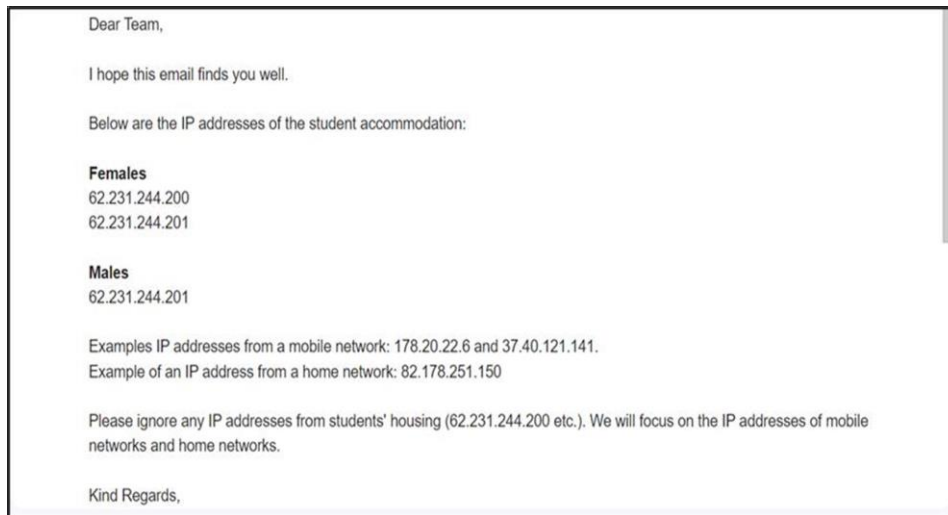 Dear Team,
I hope this email finds you well.
Below are the IP addresses of the student accommodation:
Females
62.231.244.200
62.231.244.201
Males
62.231.244.201
Examples IP addresses from a mobile network: 178.20.22.6 and 37.40.121.141.
Example of an IP address from a home network: 82.178.251.150
Please ignore any IP addresses from students' housing (62.231.244.200 etc.). We will focus on the IP addresses of mobile
networks and home networks.
Kind Regards,